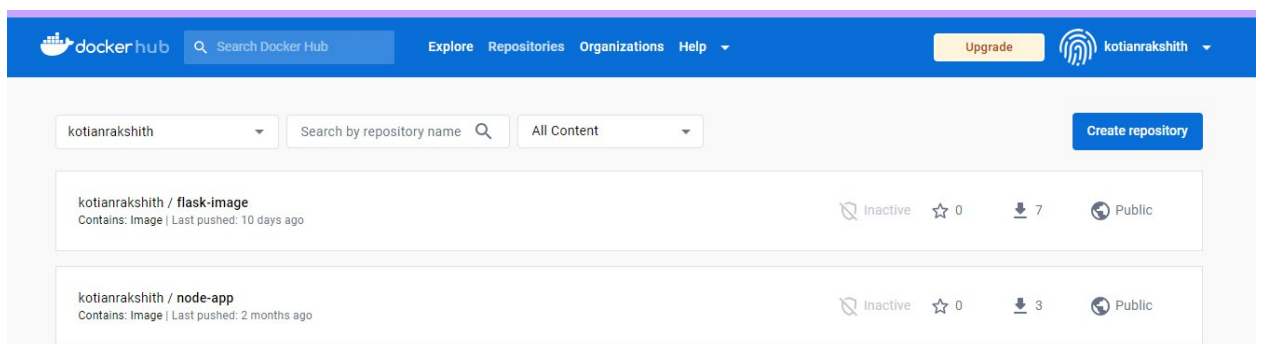 dockerhub Search Docker Hub Explore Repositories Organizations Help Upgrade kotianrakshith
kotianrakshith Search by repository name All Content Create repository
kotianrakshith / flask-image
Contains: Image | Last pushed: 10 days ago
Inactive 0 7 Public
kotianrakshith / node-app
Contains: Image | Last pushed: 2 months ago
Inactive 0 3 Public